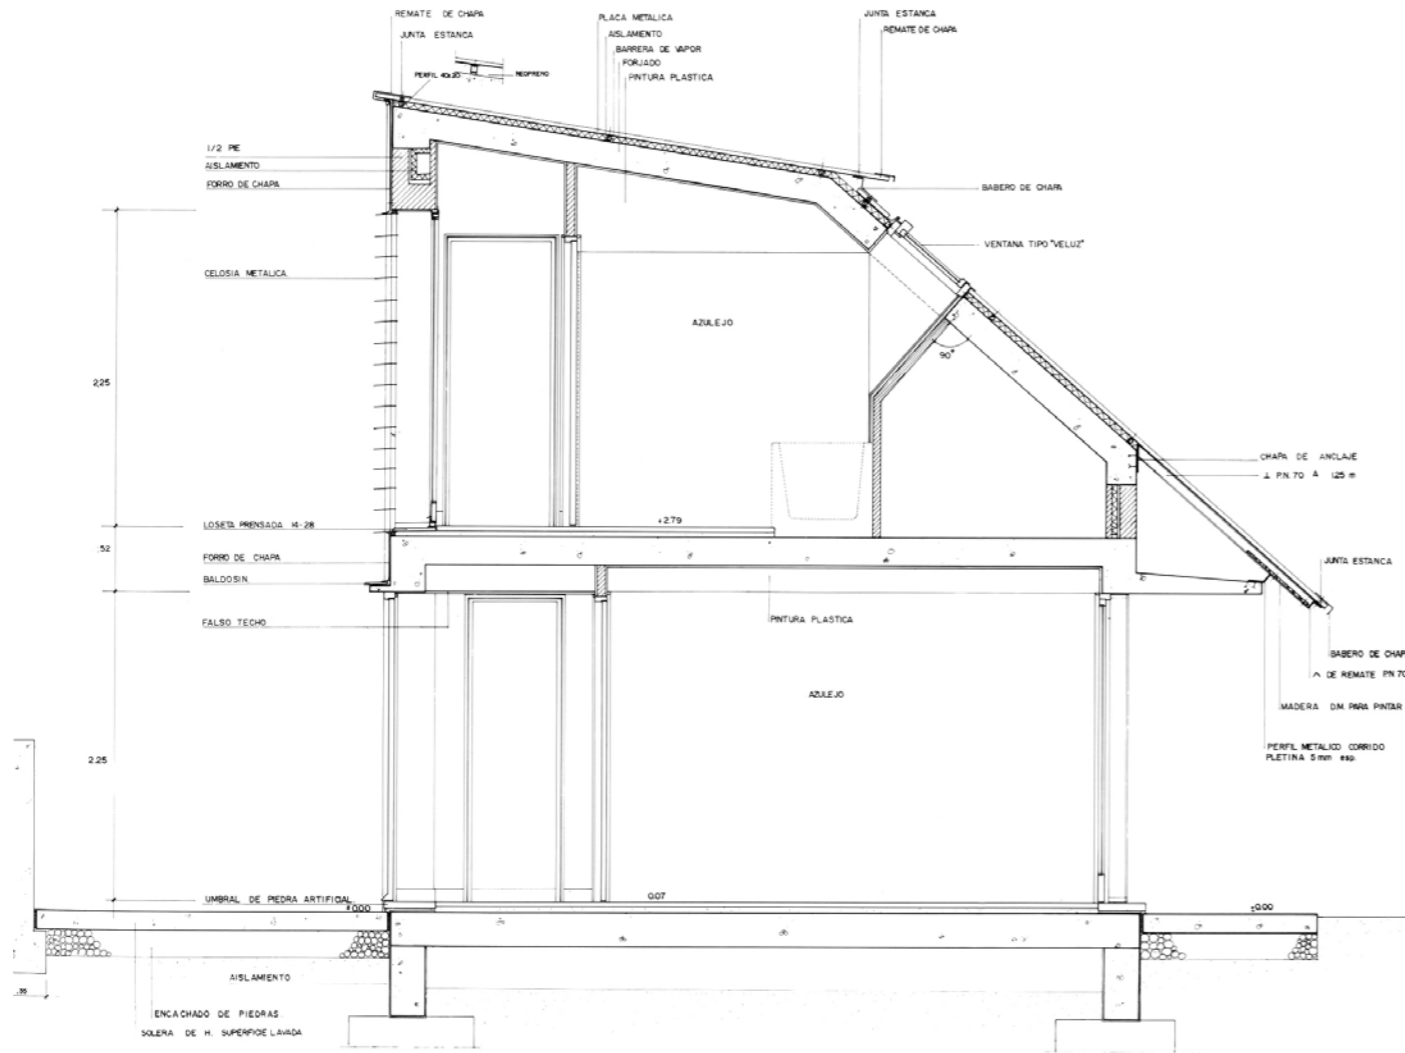 REMATE DE CHAPA
JUNTA ESTANCA
PERFIL 40x20
NEOPRENO
PLACA METALICA
AISLAMIENTO
BARRERA DE VAPOR
FORJADO
PINTURA PLASTICA
JUNTA ESTANCA
REMATE DE CHAPA
1/2 PIE
AISLAMIENTO
FORRO DE CHAPA
BABERO DE CHAPA
VENTANA TIPO "VELUZ"
CELOSIA METALICA
AZULEJO
90°
2,25
CHAPA DE ANCLAJE
⊥ P.N. 70 A 1,25 m
LOSETA PRENSADA 14-28
+2.79
.52
FORRO DE CHAPA
BALDOSIN
JUNTA ESTANCA
FALSO TECHO
PINTURA PLASTICA
BABERO DE CHAP
^ DE REMATE PN 70
AZULEJO
MADERA D.M. PARA PINTAR
PERFIL METALICO CORRIDO
PLETINA 5mm esp.
2.25
UMBRAL DE PIEDRA ARTIFICIAL
±0.00
0.07
±0.00
AISLAMIENTO
ENCACHADO DE PIEDRAS
SOLERA DE H. SUPERFICIE LAVADA